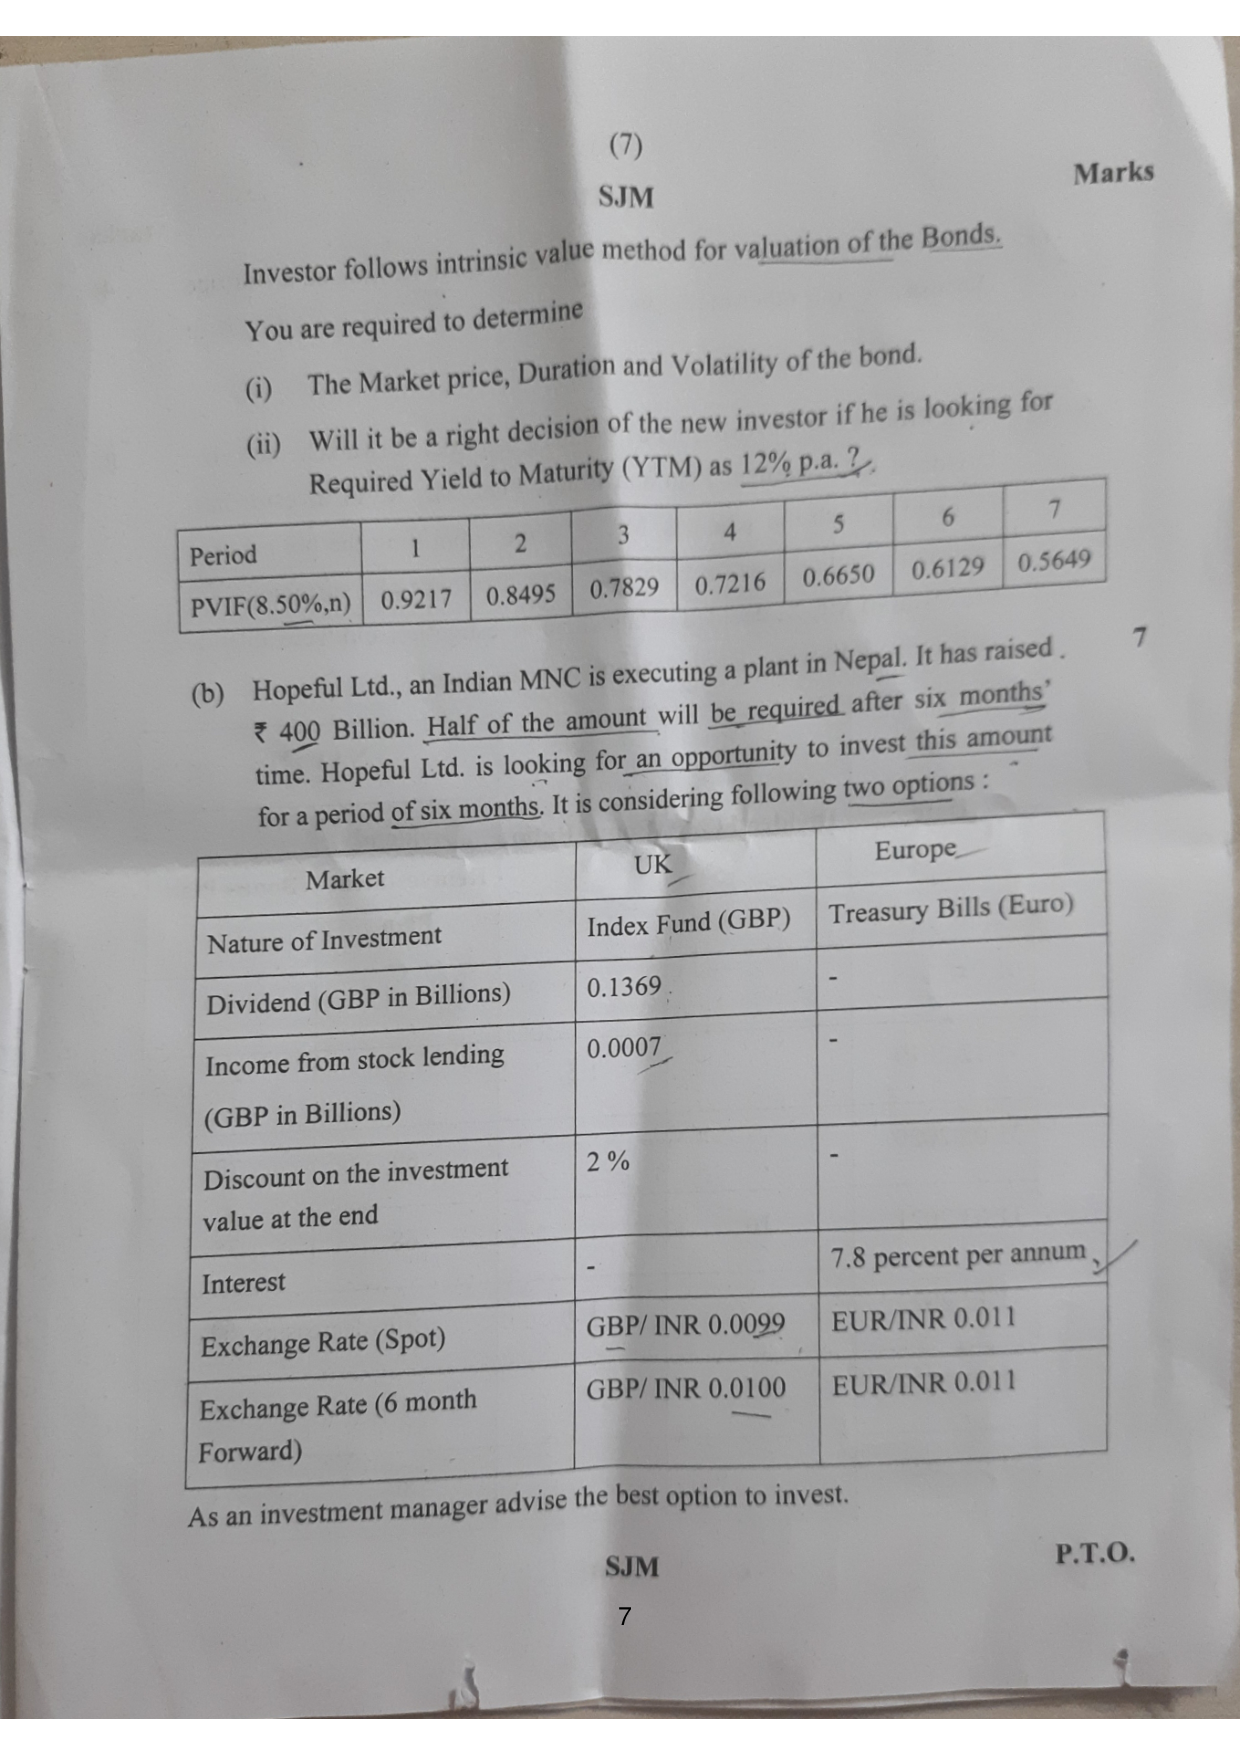 (7)
SJM
Marks
Investor follows intrinsic value method for valuation of the Bonds.
You are required to determine
(i) The Market price, Duration and Volatility of the bond.
(ii) Will it be a right decision of the new investor if he is looking for
Required Yield to Maturity (YTM) as 12% p.a. ?
Period 1 2 3 4 5 6 7
PVIF(8.50%,n) 0.9217 0.8495 0.7829 0.7216 0.6650 0.6129 0.5649
7
(b) Hopeful Ltd., an Indian MNC is executing a plant in Nepal. It has raised
₹ 400 Billion. Half of the amount will be required after six months'
time. Hopeful Ltd. is looking for an opportunity to invest this amount
for a period of six months. It is considering following two options :
Market UK Europe
Nature of Investment Index Fund (GBP) Treasury Bills (Euro)
Dividend (GBP in Billions) 0.1369 -
Income from stock lending 0.0007 -
(GBP in Billions)
Discount on the investment 2 % -
value at the end
Interest - 7.8 percent per annum
Exchange Rate (Spot) GBP/ INR 0.0099 EUR/INR 0.011
Exchange Rate (6 month GBP/ INR 0.0100 EUR/INR 0.011
Forward)
As an investment manager advise the best option to invest.
SJM
P.T.O.
7